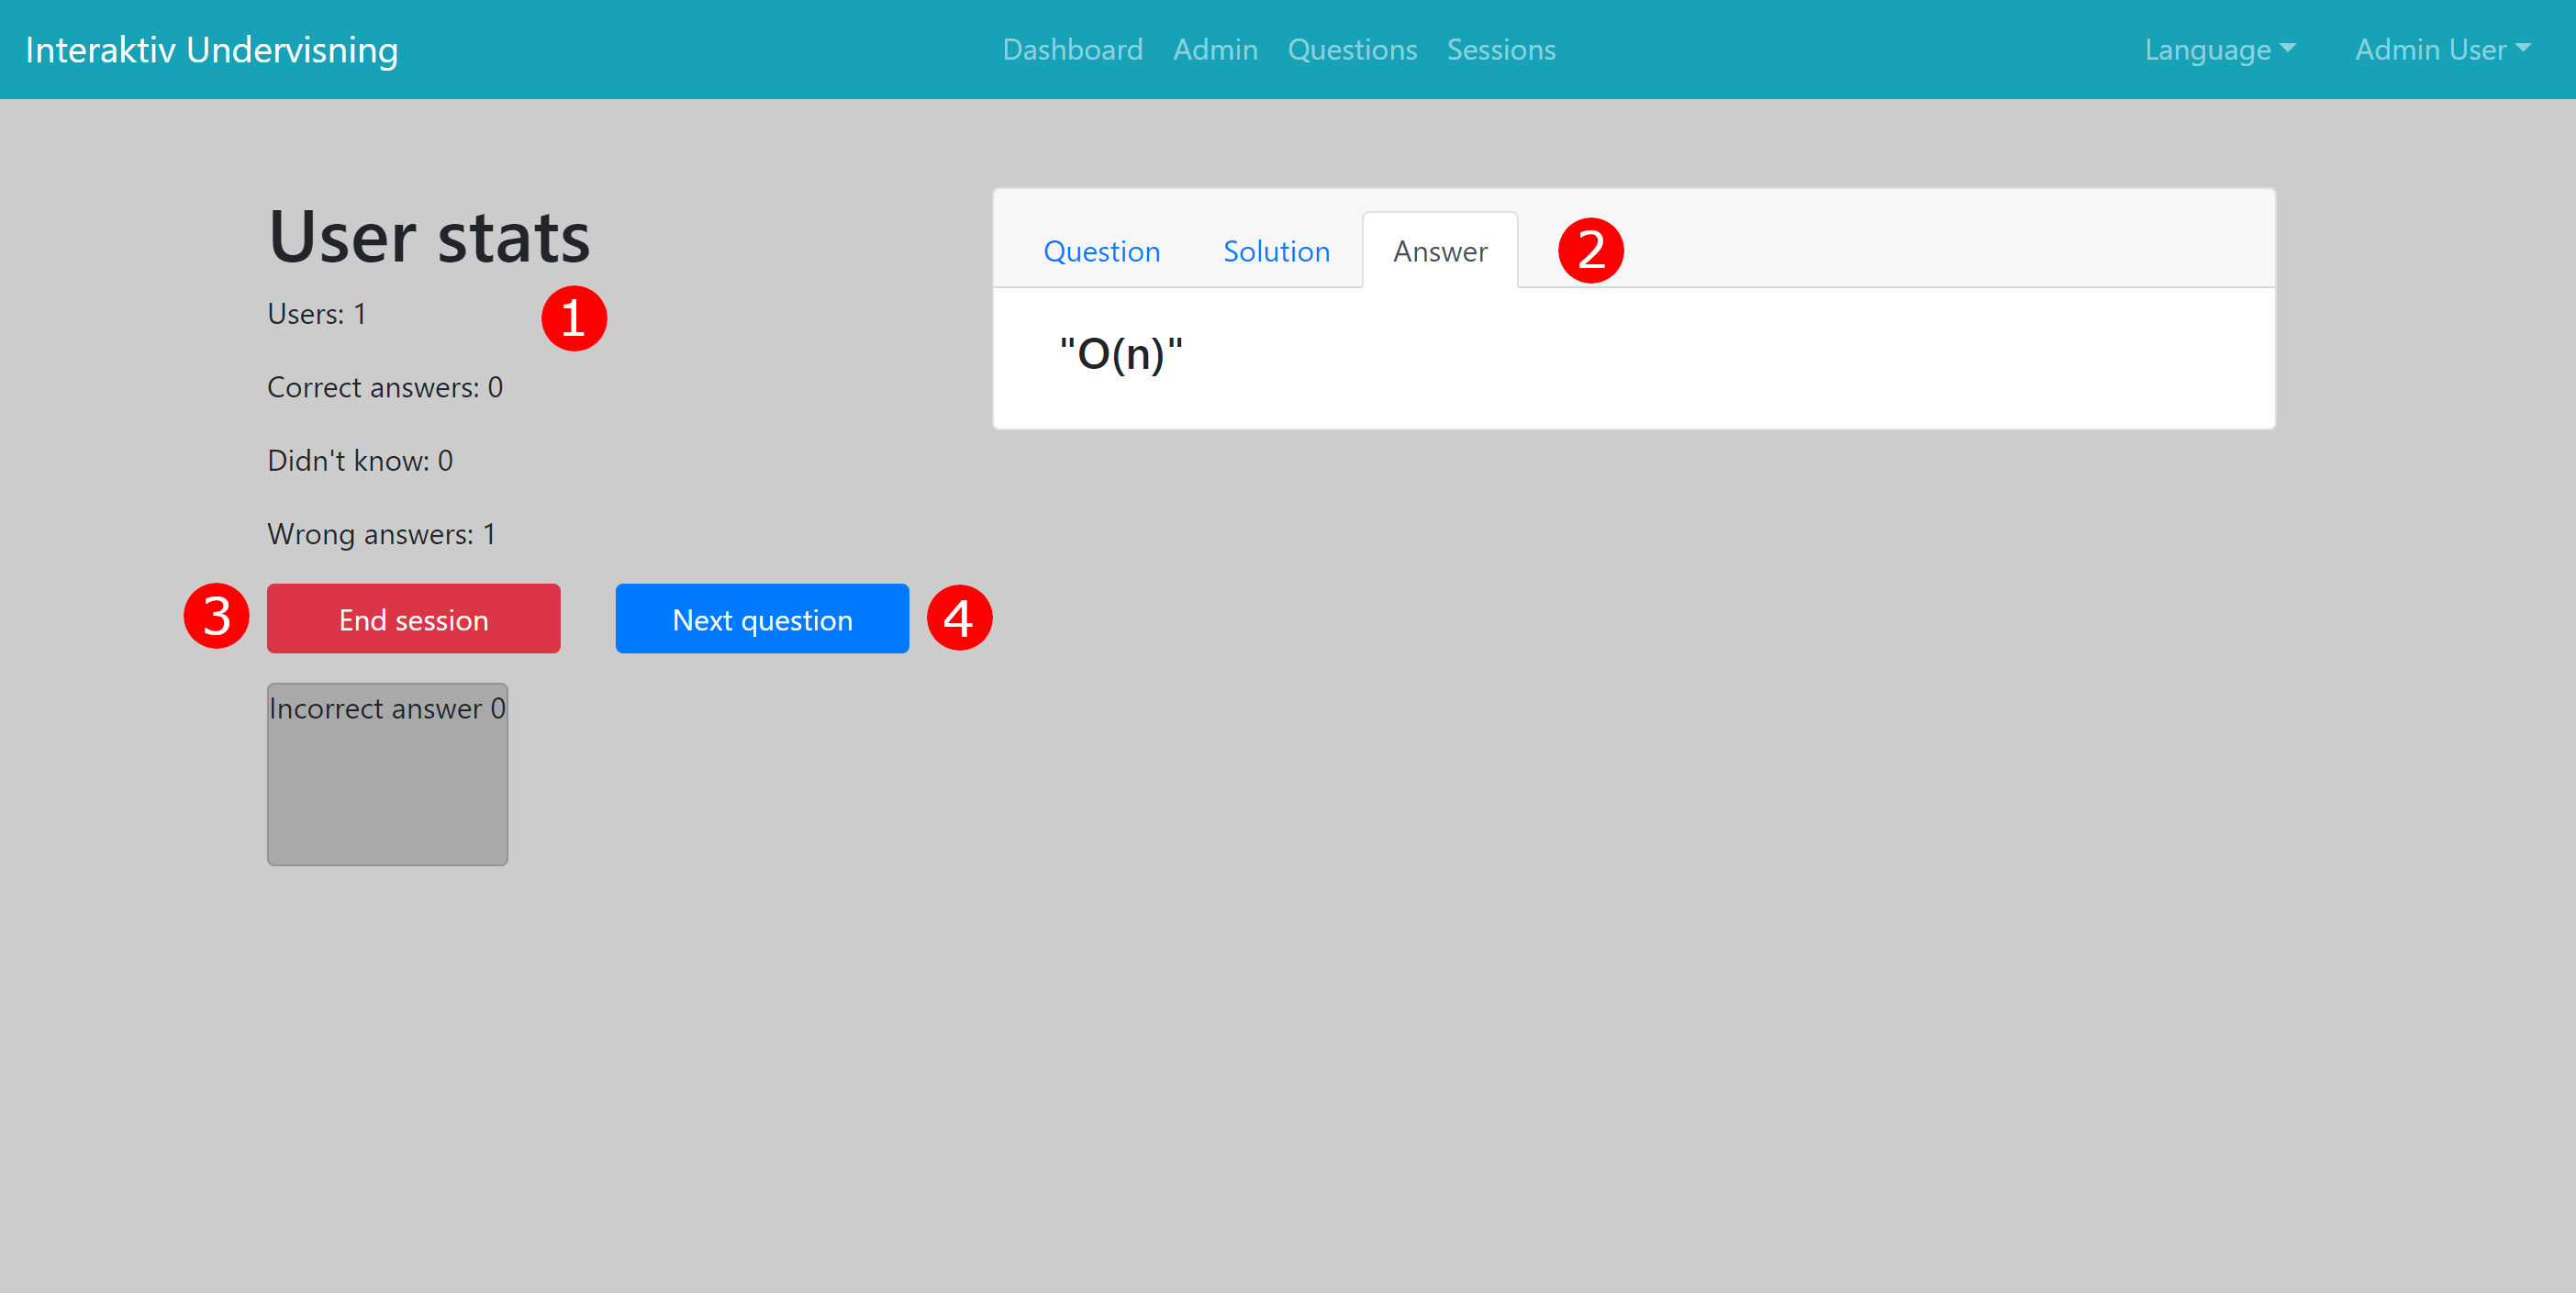 Interaktiv Undervisning
Dashboard Admin Questions Sessions
Language Admin User
User stats
Users: 1
1
Correct answers: 0
Didn't know: 0
Wrong answers: 1
3 End session Next question 4
Incorrect answer 0
Question Solution Answer 2
"O(n)"